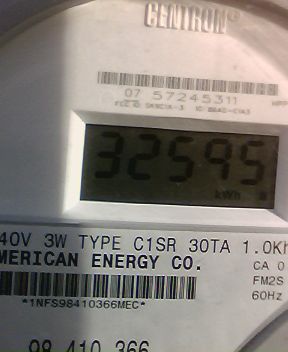 CENTRON®
07 57245311
32595
kWh
40V 3W TYPE C1SR 30TA 1.0Kh
MERICAN ENERGY CO.
CA 0
FM2S
60Hz
*1NFS98410366MEC*
98 410 366